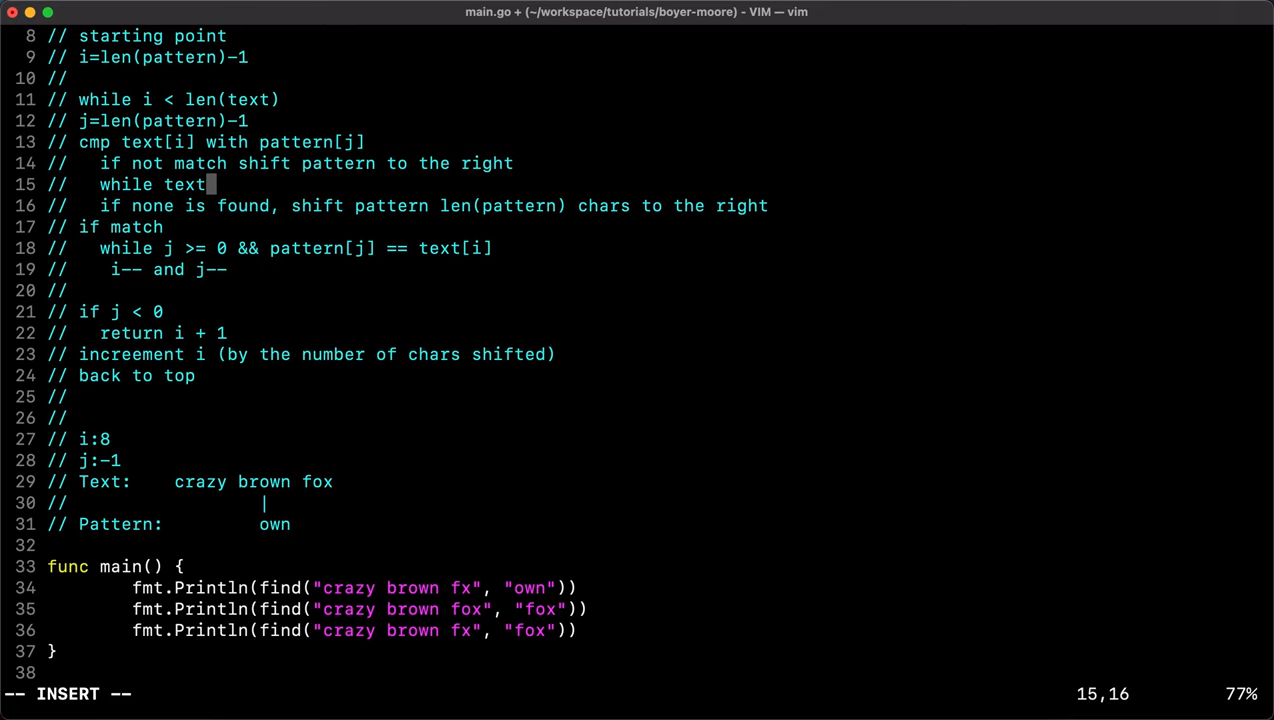 main.go + (~/workspace/tutorials/boyer-moore) - VIM — vim
8 // starting point
9 // i=len(pattern)-1
10 //
11 // while i < len(text)
12 // j=len(pattern)-1
13 // cmp text[i] with pattern[j]
14 //   if not match shift pattern to the right
15 //   while text
16 //   if none is found, shift pattern len(pattern) chars to the right
17 // if match
18 //   while j >= 0 && pattern[j] == text[i]
19 //    i-- and j--
20 //
21 // if j < 0
22 //   return i + 1
23 // increement i (by the number of chars shifted)
24 // back to top
25 //
26 //
27 // i:8
28 // j:-1
29 // Text:    crazy brown fox
30 //                  |
31 // Pattern:         own
32
33 func main() {
34         fmt.Println(find("crazy brown fx", "own"))
35         fmt.Println(find("crazy brown fox", "fox"))
36         fmt.Println(find("crazy brown fx", "fox"))
37 }
38
-- INSERT -- 15,16 77%